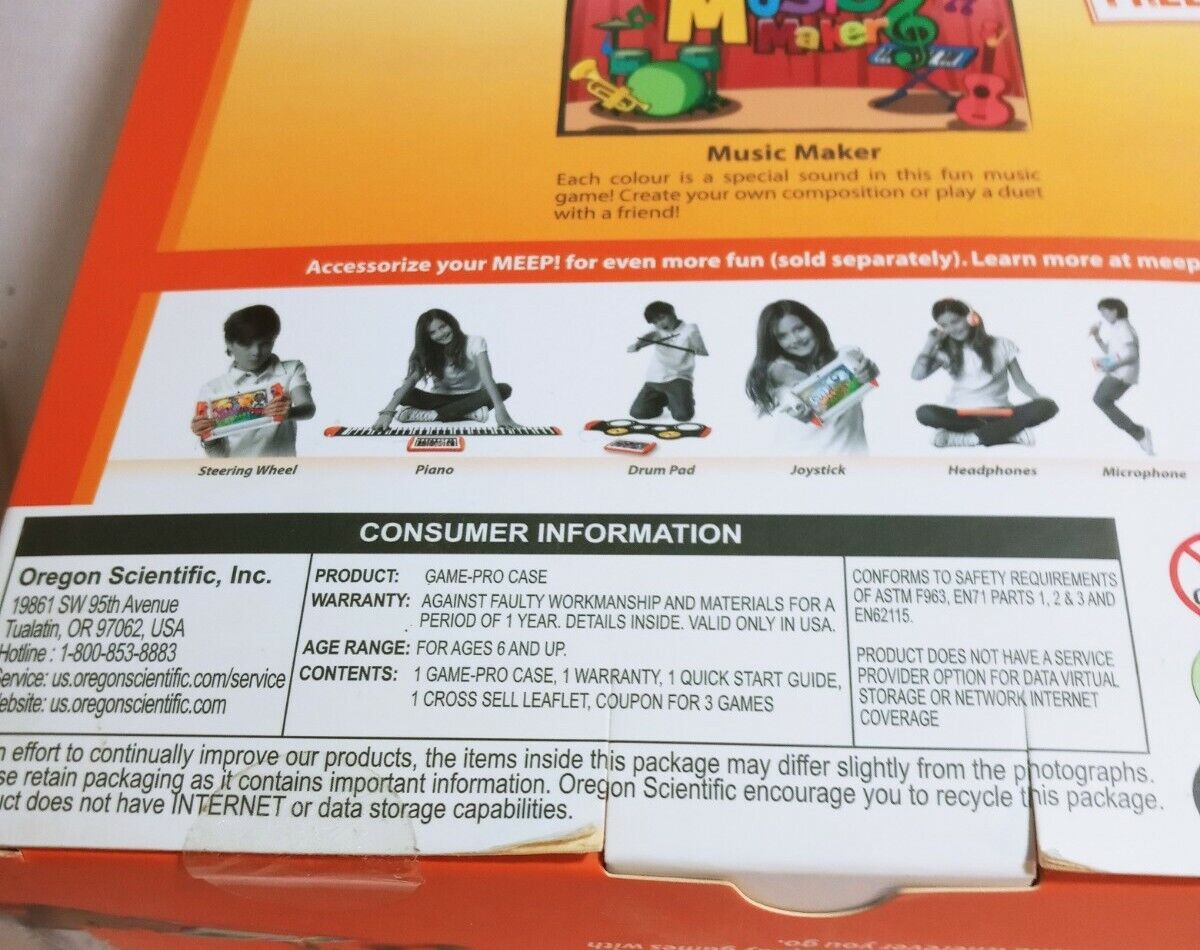 Music
Maker
Music Maker
Each colour is a special sound in this fun music
game! Create your own composition or play a duet
with a friend!
Accessorize your MEEP! for even more fun (sold separately). Learn more at meep
Steering Wheel
Piano
Drum Pad
Joystick
Headphones
Microphone
CONSUMER INFORMATION
Oregon Scientific, Inc.
19861 SW 95th Avenue
Tualatin, OR 97062, USA
Hotline : 1-800-853-8883
ervice: us.oregonscientific.com/service
ebsite: us.oregonscientific.com
PRODUCT: GAME-PRO CASE
WARRANTY: AGAINST FAULTY WORKMANSHIP AND MATERIALS FOR A
PERIOD OF 1 YEAR. DETAILS INSIDE. VALID ONLY IN USA.
AGE RANGE: FOR AGES 6 AND UP.
CONTENTS: 1 GAME-PRO CASE, 1 WARRANTY, 1 QUICK START GUIDE,
1 CROSS SELL LEAFLET, COUPON FOR 3 GAMES
CONFORMS TO SAFETY REQUIREMENTS
OF ASTM F963, EN71 PARTS 1, 2 & 3 AND
EN62115.
PRODUCT DOES NOT HAVE A SERVICE
PROVIDER OPTION FOR DATA VIRTUAL
STORAGE OR NETWORK INTERNET
COVERAGE
n effort to continually improve our products, the items inside this package may differ slightly from the photographs.
se retain packaging as it contains important information. Oregon Scientific encourage you to recycle this package.
uct does not have INTERNET or data storage capabilities.